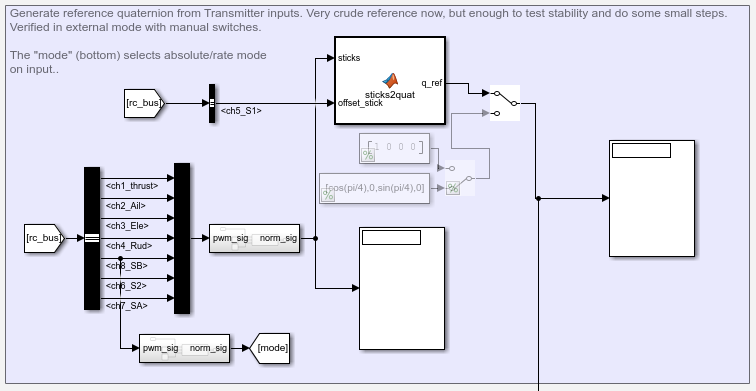 Generate reference quaternion from Transmitter inputs. Very crude reference now, but enough to test stability and do some small steps.
Verified in external mode with manual switches.
The "mode" (bottom) selects absolute/rate mode
on input..
sticks
q_ref
sticks2quat
offset_stick
[rc_bus]
<ch5_S1>
[1 0 0 0]
[cos(pi/4),0,sin(pi/4),0]
%
%
%
<ch1_thrust>
<ch2_Ail>
<ch3_Ele>
[rc_bus]
<ch4_Rud>
pwm_sig norm_sig
<ch8_SB>
<ch6_S2>
<ch7_SA>
pwm_sig norm_sig
[mode]